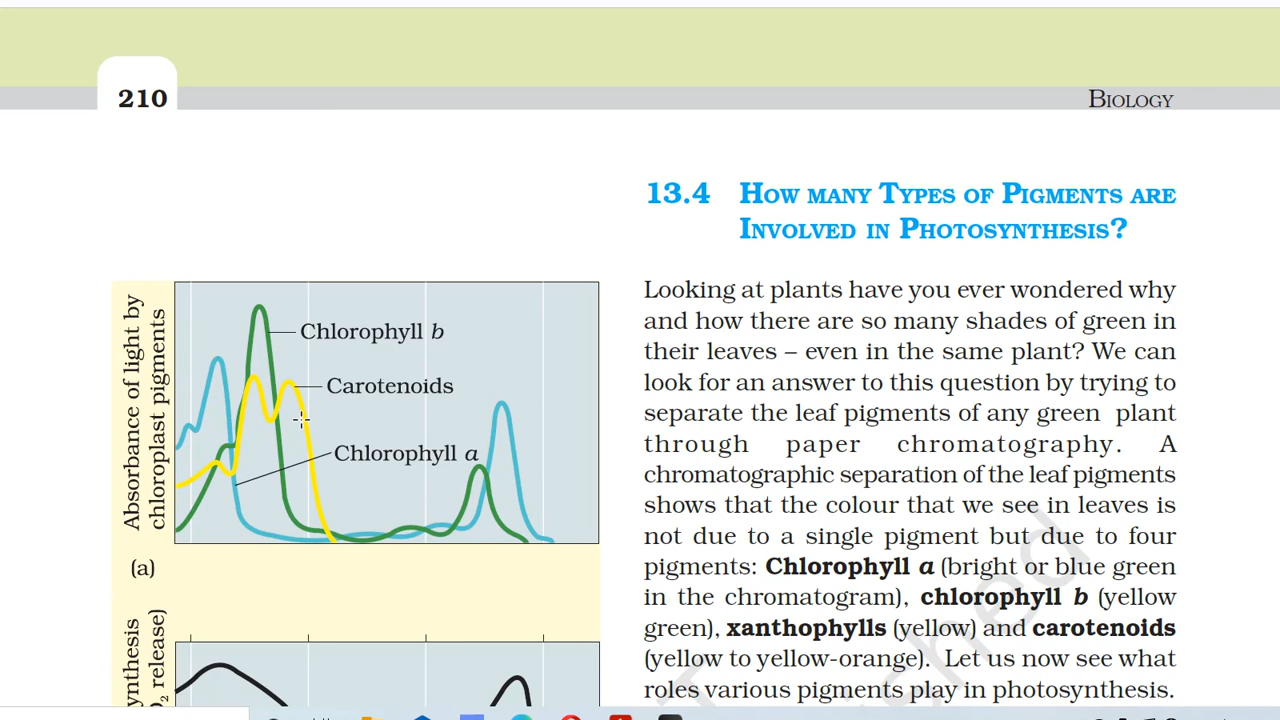 210
BIOLOGY
13.4 HOW MANY TYPES OF PIGMENTS ARE
INVOLVED IN PHOTOSYNTHESIS?
Absorbance of light by
chloroplast pigments
Chlorophyll b
Carotenoids
Chlorophyll a
(a)
Looking at plants have you ever wondered why
and how there are so many shades of green in
their leaves – even in the same plant? We can
look for an answer to this question by trying to
separate the leaf pigments of any green plant
through paper chromatography. A
chromatographic separation of the leaf pigments
shows that the colour that we see in leaves is
not due to a single pigment but due to four
pigments: Chlorophyll a (bright or blue green
in the chromatogram), chlorophyll b (yellow
green), xanthophylls (yellow) and carotenoids
(yellow to yellow-orange). Let us now see what
roles various pigments play in photosynthesis.
release)